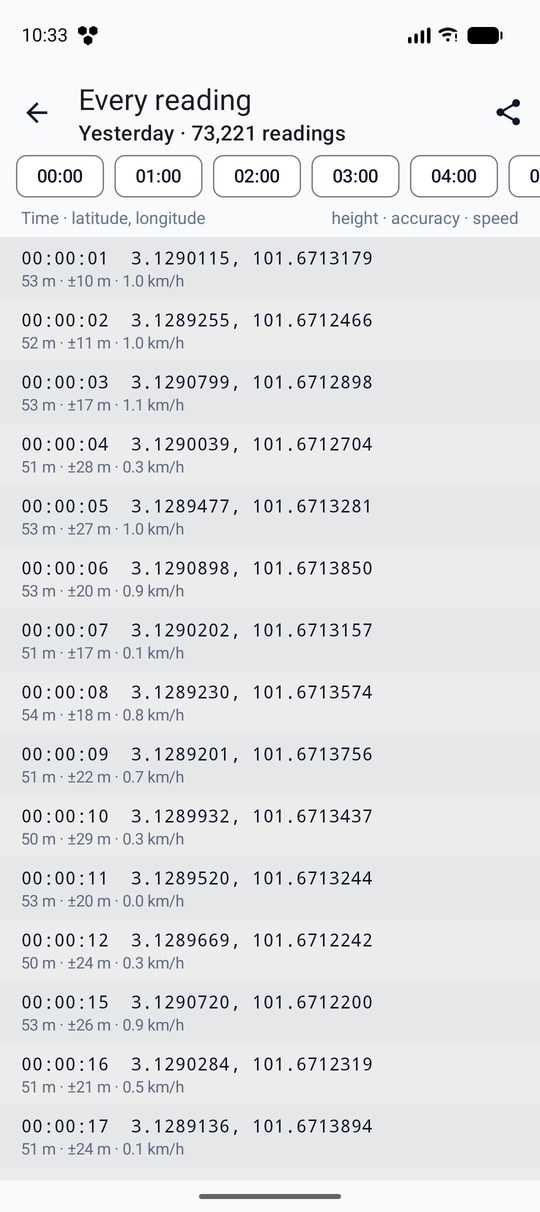 10:33
Every reading
Yesterday · 73,221 readings
00:00 01:00 02:00 03:00 04:00 0
Time · latitude, longitude height · accuracy · speed
00:00:01 3.1290115, 101.6713179
53 m · ±10 m · 1.0 km/h
00:00:02 3.1289255, 101.6712466
52 m · ±11 m · 1.0 km/h
00:00:03 3.1290799, 101.6712898
53 m · ±17 m · 1.1 km/h
00:00:04 3.1290039, 101.6712704
51 m · ±28 m · 0.3 km/h
00:00:05 3.1289477, 101.6713281
53 m · ±27 m · 1.0 km/h
00:00:06 3.1290898, 101.6713850
53 m · ±20 m · 0.9 km/h
00:00:07 3.1290202, 101.6713157
51 m · ±17 m · 0.1 km/h
00:00:08 3.1289230, 101.6713574
54 m · ±18 m · 0.8 km/h
00:00:09 3.1289201, 101.6713756
51 m · ±22 m · 0.7 km/h
00:00:10 3.1289932, 101.6713437
50 m · ±29 m · 0.3 km/h
00:00:11 3.1289520, 101.6713244
53 m · ±20 m · 0.0 km/h
00:00:12 3.1289669, 101.6712242
50 m · ±24 m · 0.3 km/h
00:00:15 3.1290720, 101.6712200
53 m · ±26 m · 0.9 km/h
00:00:16 3.1290284, 101.6712319
51 m · ±21 m · 0.5 km/h
00:00:17 3.1289136, 101.6713894
51 m · ±24 m · 0.1 km/h